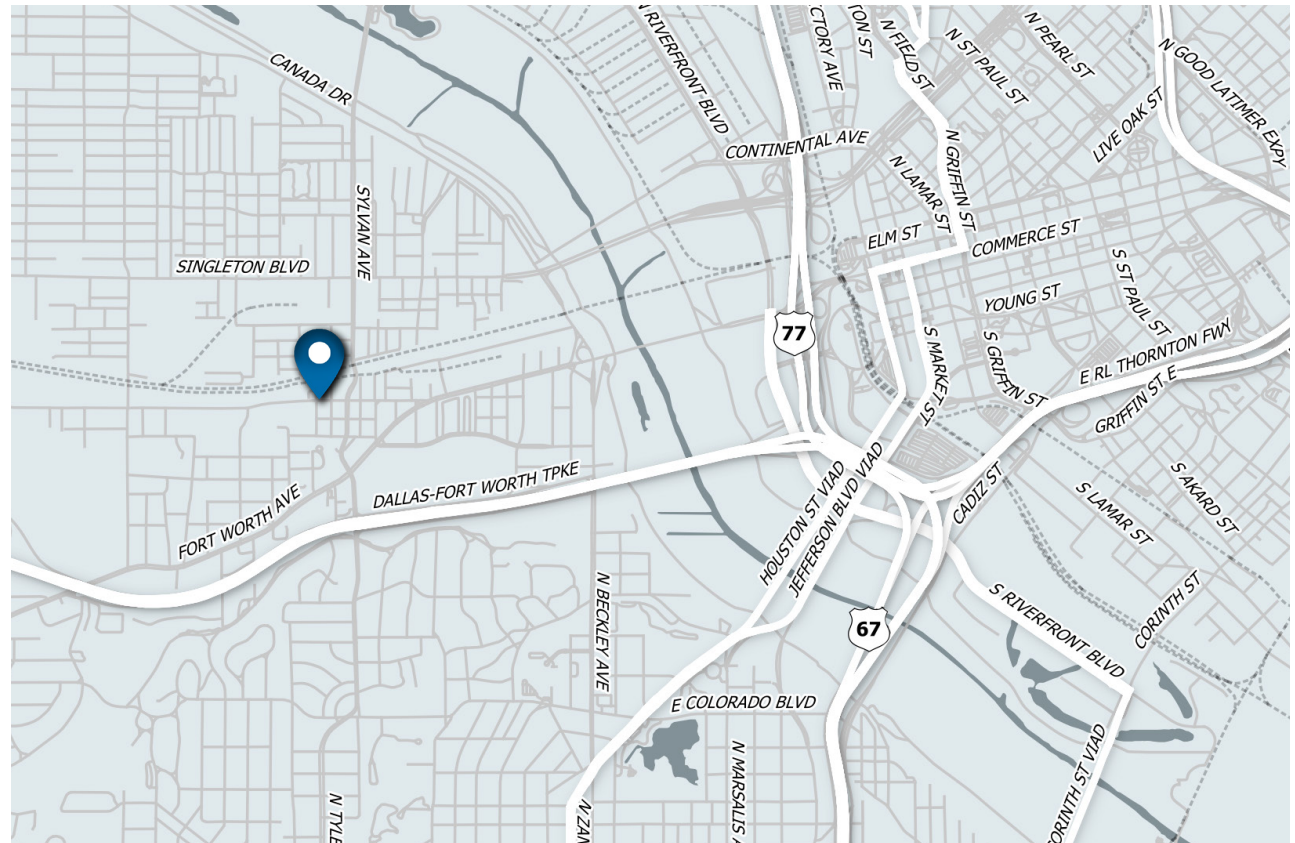 N RIVERFRONT BLVD
CTORY AVE
TON ST
N FIELD ST
N ST PAUL ST
N PEARL ST
N GOOD LATIMER EXPY
CANADA DR
LIVE OAK ST
CONTINENTAL AVE
N GRIFFIN ST
N LAMAR ST
SYLVAN AVE
ELM ST
COMMERCE ST
SINGLETON BLVD
S ST PAUL ST
YOUNG ST
77
S MARKET ST
S GRIFFIN ST
E RL THORNTON FWY
GRIFFIN ST E
DALLAS-FORT WORTH TPKE
FORT WORTH AVE
HOUSTON ST VIAD
JEFFERSON BLVD VIAD
CADIZ ST
S LAMAR ST
S AKARD ST
N BECKLEY AVE
67
S RIVERFRONT BLVD
CORINTH ST
E COLORADO BLVD
N MARSALIS A
N TYLE
N ZAN
CORINTH ST VIAD